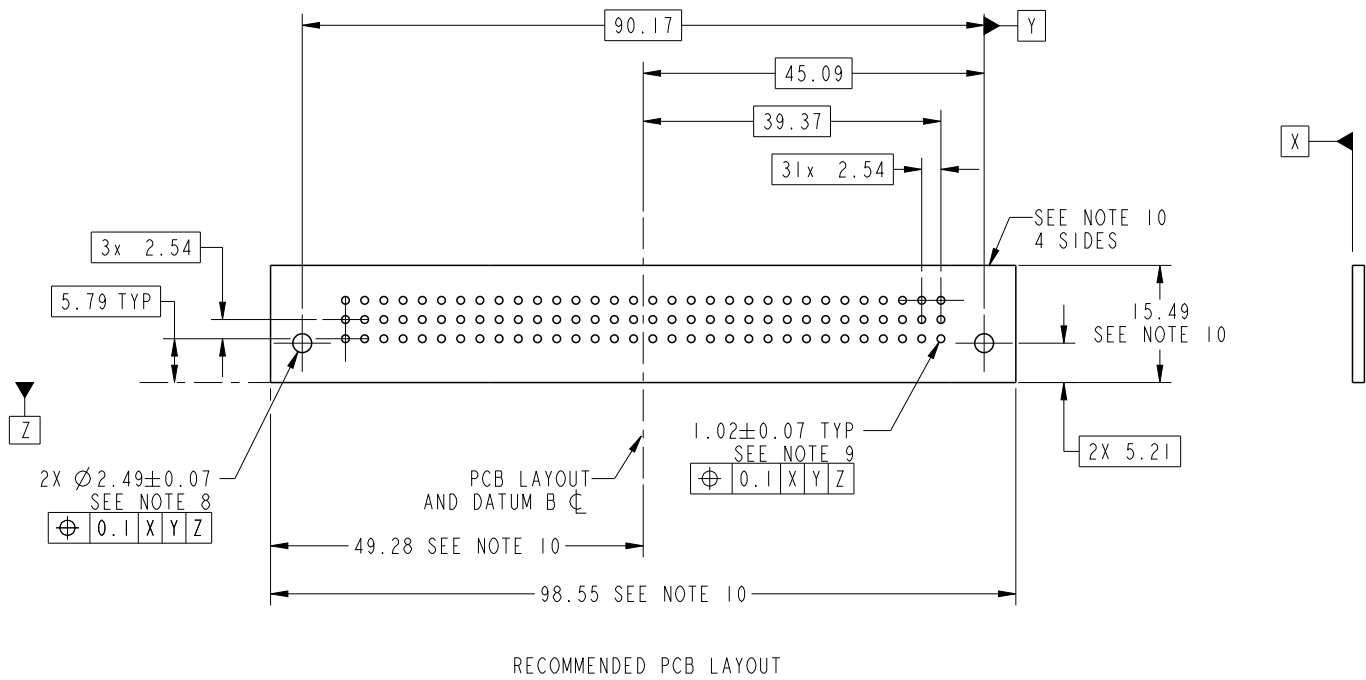 90.17
Y
45.09
39.37
X
31x 2.54
SEE NOTE 10
4 SIDES
3x 2.54
5.79 TYP
15.49
SEE NOTE 10
Z
1.02±0.07 TYP
SEE NOTE 9
⌖ 0.1 X Y Z
2X 5.21
2X Ø2.49±0.07
SEE NOTE 8
⌖ 0.1 X Y Z
PCB LAYOUT
AND DATUM B ℄
49.28 SEE NOTE 10
98.55 SEE NOTE 10
RECOMMENDED PCB LAYOUT